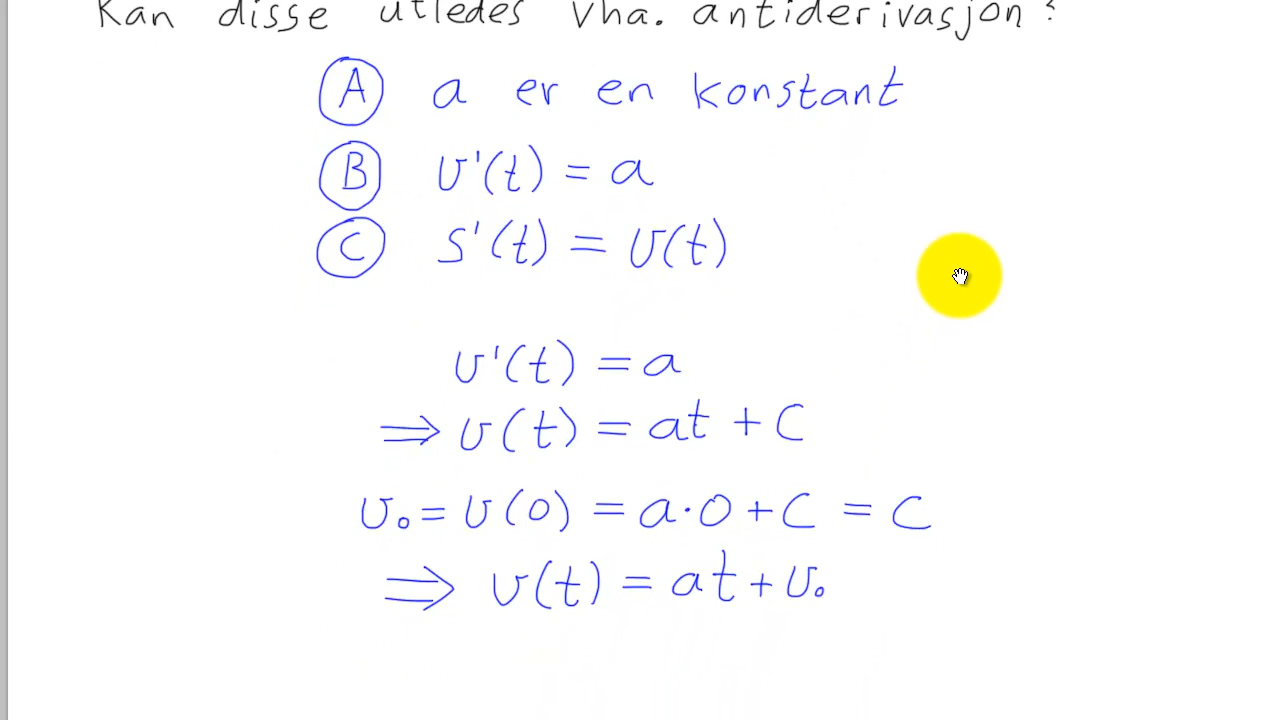 Kan disse utledes vha. antiderivasjon?
A a er en konstant
B v'(t) = a
C s'(t) = v(t)
v'(t) = a
⇒ v(t) = at + C
v₀ = v(0) = a·0 + C = C
⇒ v(t) = at + v₀